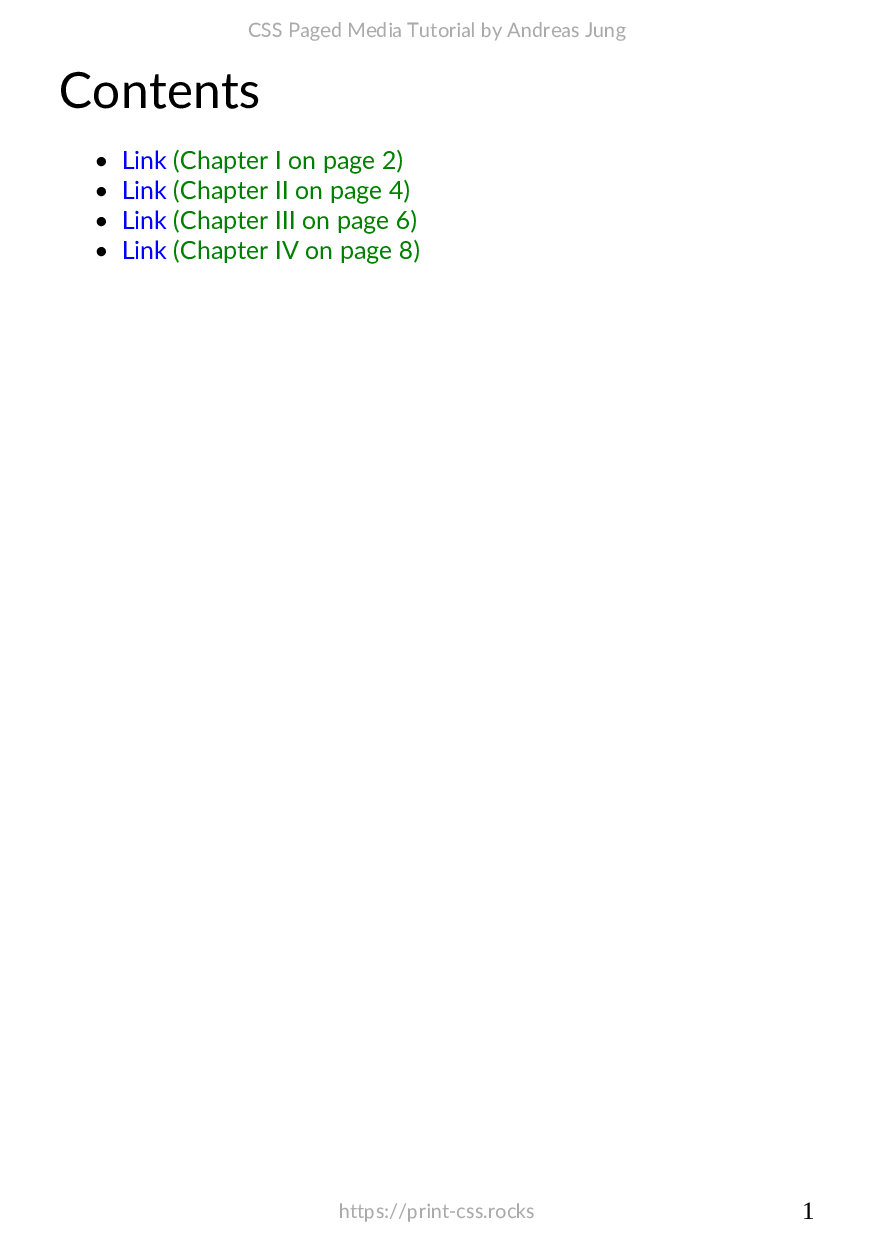 CSS Paged Media Tutorial by Andreas Jung
Contents
• Link (Chapter I on page 2)
• Link (Chapter II on page 4)
• Link (Chapter III on page 6)
• Link (Chapter IV on page 8)
https://print-css.rocks 1